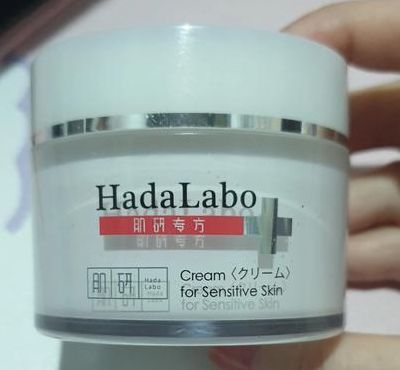 HadaLabo
肌研专方
肌研
Hada
Labo
Cream〈クリーム〉
for Sensitive Skin